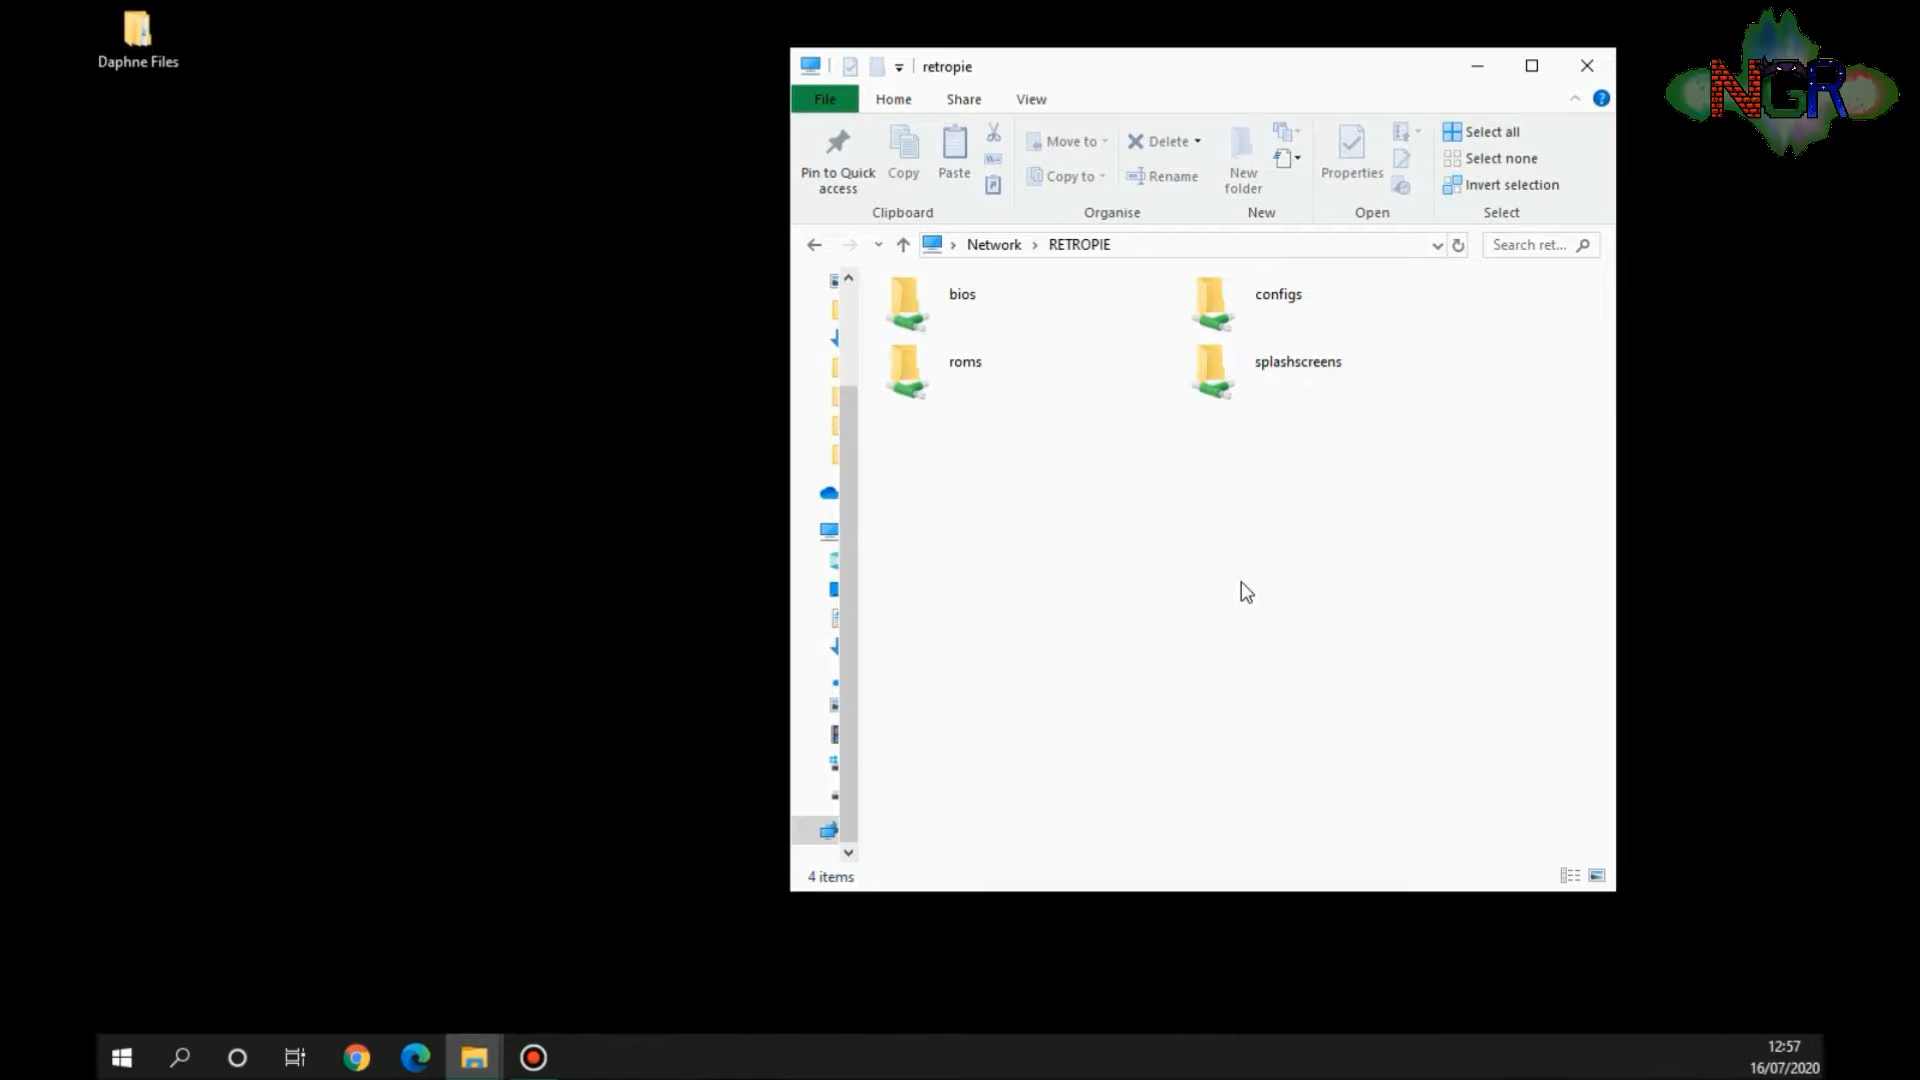 Daphne Files
NGR
retropie
File Home Share View
Pin to Quick access
Copy
Paste
Move to
Copy to
Delete
Rename
New folder
Properties
Select all
Select none
Invert selection
Clipboard Organise New Open Select
Network RETROPIE
Search ret...
bios
configs
roms
splashscreens
4 items
12:57
16/07/2020